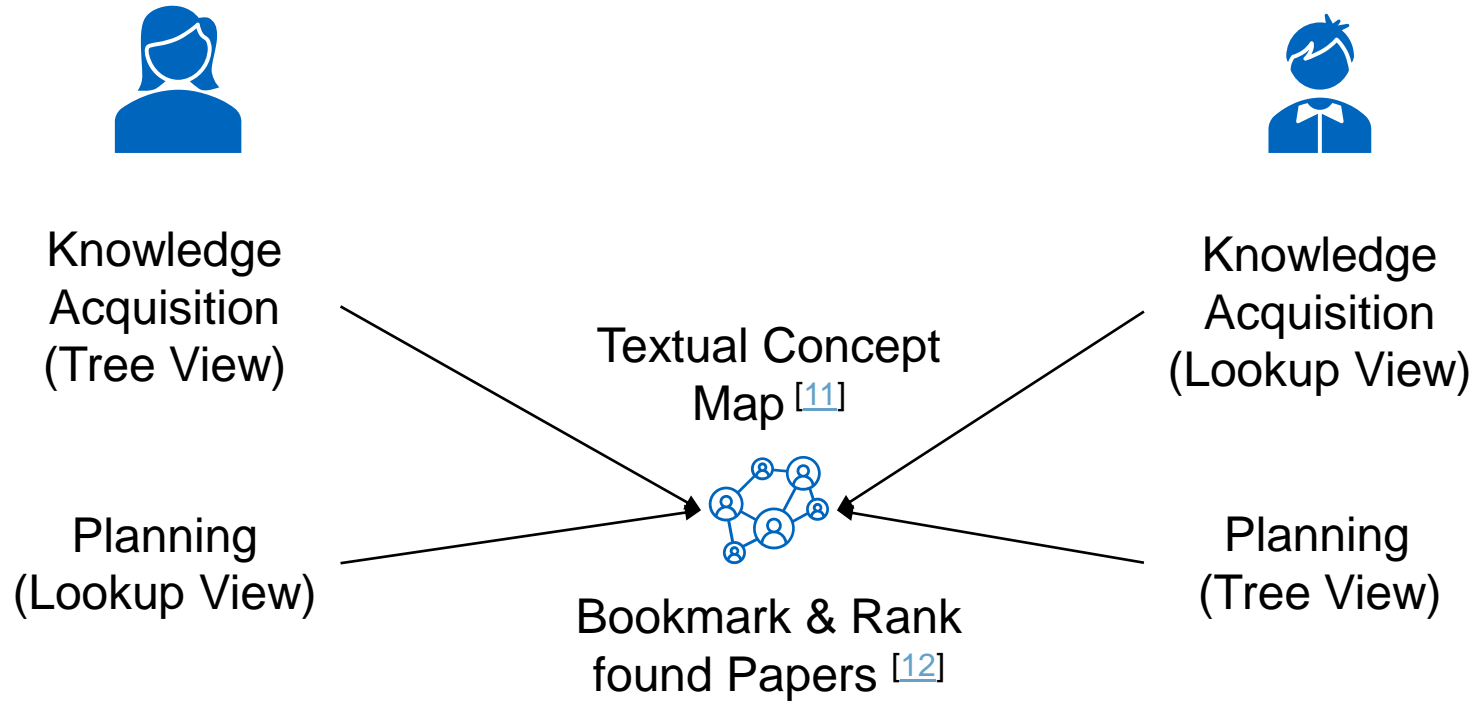 Knowledge
Acquisition
(Tree View)
Planning
(Lookup View)
Textual Concept
Map [11]
Bookmark & Rank
found Papers [12]
Knowledge
Acquisition
(Lookup View)
Planning
(Tree View)